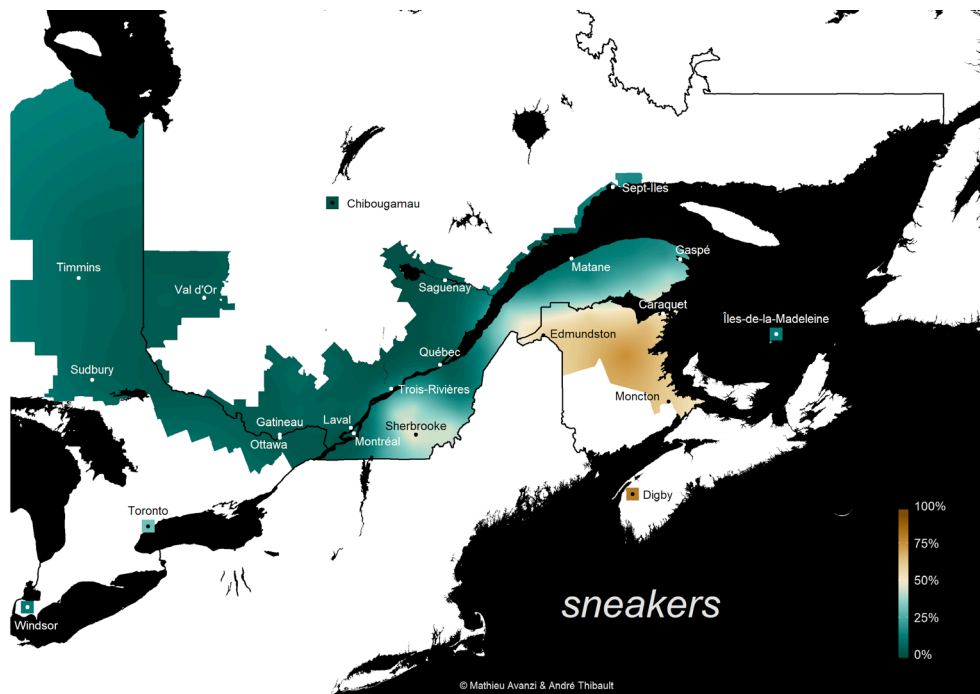 Sept-Iles
Chibougamau
Gaspé
Matane
Timmins
Val d'Or
Saguenay
Caraquet
Îles-de-la-Madeleine
Edmundston
Québec
Sudbury
Trois-Rivières
Moncton
Gatineau
Laval
Sherbrooke
Ottawa
Montréal
Digby
Toronto
100%
75%
50%
25%
0%
sneakers
Windsor
© Mathieu Avanzi & André Thibault